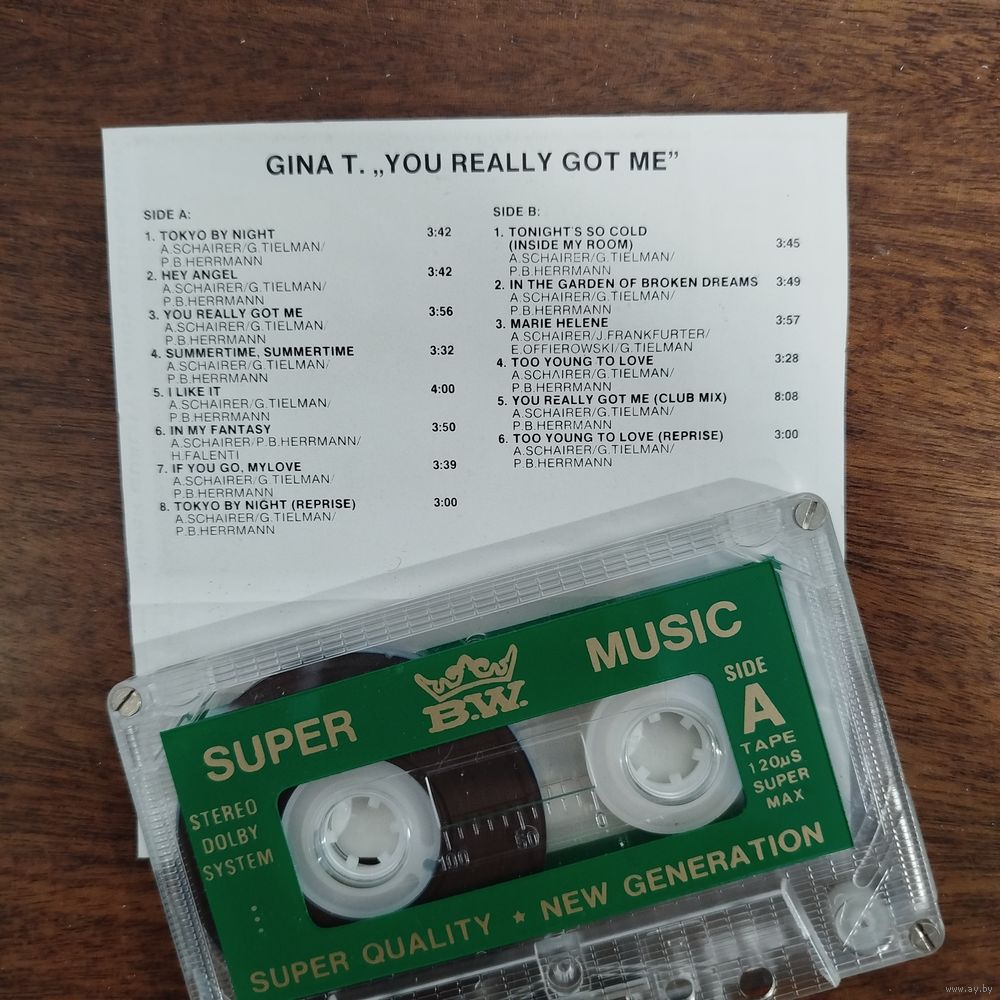 GINA T. „YOU REALLY GOT ME”
SIDE A:
1. TOKYO BY NIGHT 3:42
A.SCHAIRER/G.TIELMAN/
P.B.HERRMANN
2. HEY ANGEL 3:42
A.SCHAIRER/G.TIELMAN/
P.B.HERRMANN
3. YOU REALLY GOT ME 3:56
A.SCHAIRER/G.TIELMAN/
P.B.HERRMANN
4. SUMMERTIME, SUMMERTIME 3:32
A.SCHAIRER/G.TIELMAN/
P.B.HERRMANN
5. I LIKE IT 4:00
A.SCHAIRER/G.TIELMAN/
P.B.HERRMANN
6. IN MY FANTASY 3:50
A.SCHAIRER/P.B.HERRMANN/
H.FALENTI
7. IF YOU GO, MYLOVE 3:39
A.SCHAIRER/G.TIELMAN/
P.B.HERRMANN
8. TOKYO BY NIGHT (REPRISE) 3:00
A.SCHAIRER/G.TIELMAN/
P.B.HERRMANN
SIDE B:
1. TONIGHT'S SO COLD
(INSIDE MY ROOM) 3:45
A.SCHAIRER/G.TIELMAN/
P.B.HERRMANN
2. IN THE GARDEN OF BROKEN DREAMS 3:49
A.SCHAIRER/G.TIELMAN/
P.B.HERRMANN
3. MARIE HELENE 3:57
A.SCHAIRER/J.FRANKFURTER/
E.OFFIEROWSKI/G.TIELMAN
4. TOO YOUNG TO LOVE 3:28
A.SCHAIRER/G.TIELMAN/
P.B.HERRMANN
5. YOU REALLY GOT ME (CLUB MIX) 8:08
A.SCHAIRER/G.TIELMAN/
P.B.HERRMANN
6. TOO YOUNG TO LOVE (REPRISE) 3:00
A.SCHAIRER/G.TIELMAN/
P.B.HERRMANN
SUPER B.W. MUSIC
SIDE
A
TAPE
120µS
SUPER
MAX
STEREO
DOLBY
SYSTEM
100 50 0
SUPER QUALITY ★ NEW GENERATION
www.ay.by